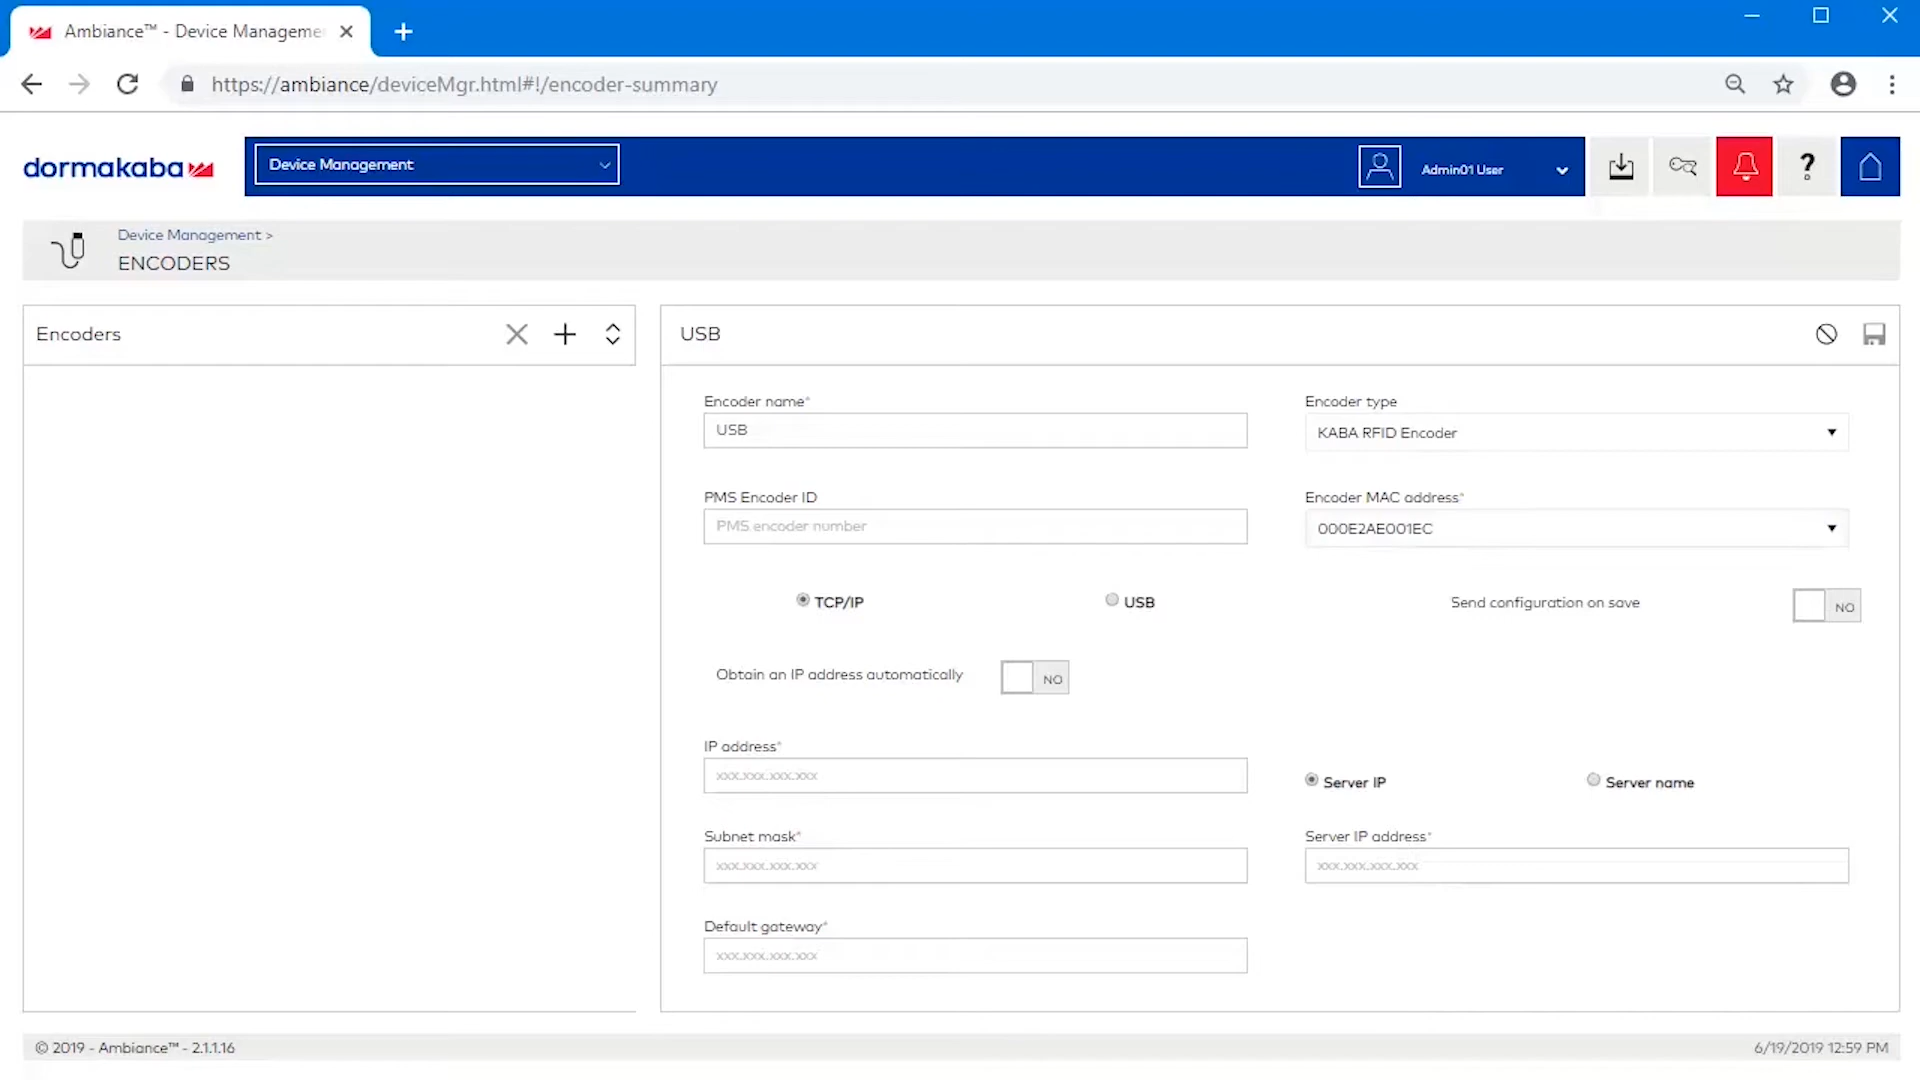 Ambiance™ - Device Manageme
https://ambiance/deviceMgr.html#!/encoder-summary
dormakaba
Device Management
Admin01 User
?
Device Management >
ENCODERS
Encoders
USB
Encoder name*
Encoder type
USB
KABA RFID Encoder
PMS Encoder ID
Encoder MAC address*
PMS encoder number
000E2AE001EC
TCP/IP
USB
Send configuration on save
NO
Obtain an IP address automatically
NO
IP address*
xxx.xxx.xxx.xxx
Server IP
Server name
Subnet mask*
Server IP address*
xxx.xxx.xxx.xxx
xxx.xxx.xxx.xxx
Default gateway*
xxx.xxx.xxx.xxx
© 2019 - Ambiance™ - 2.1.1.16
6/19/2019 12:59 PM